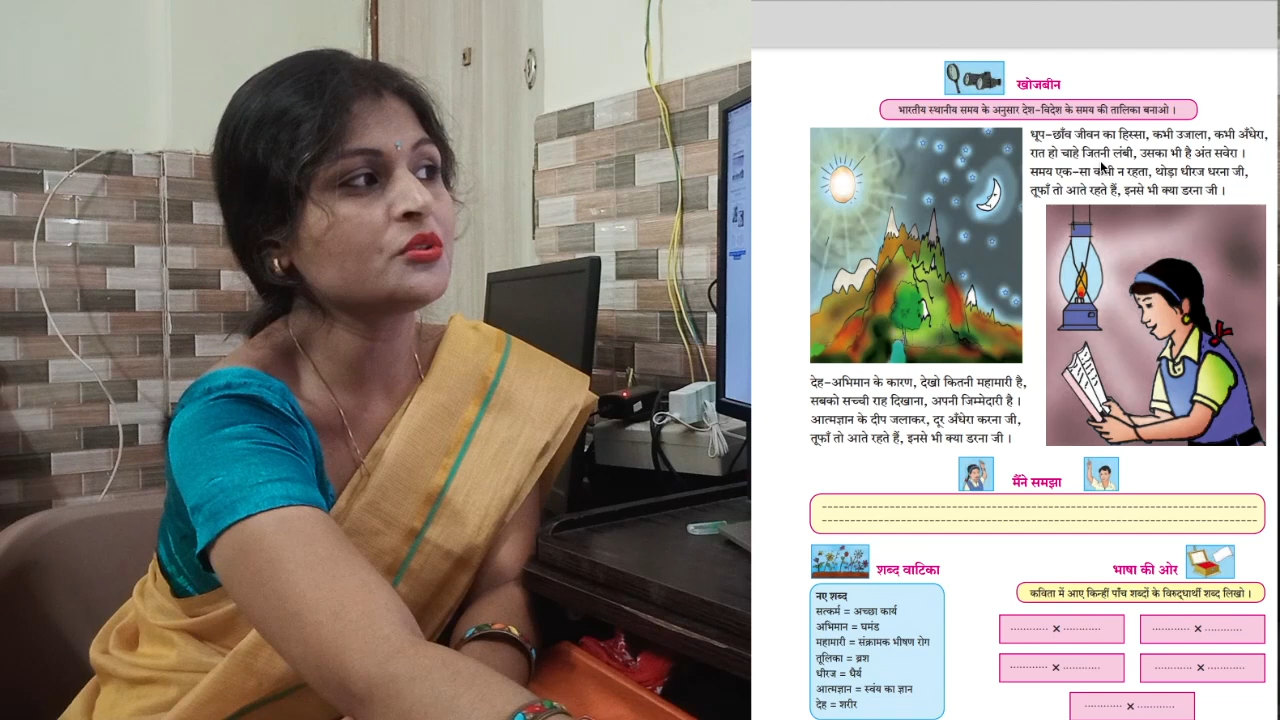 खोजबीन
भारतीय स्थानीय समय के अनुसार देश-विदेश के समय की तालिका बनाओ ।
धूप-छाँव जीवन का हिस्सा, कभी उजाला, कभी अँधेरा,
रात हो चाहे जितनी लंबी, उसका भी है अंत सवेरा ।
समय एक-सा कभी न रहता, थोड़ा धीरज धरना जी,
तूफाँ तो आते रहते हैं, इनसे भी क्या डरना जी ।
देह-अभिमान के कारण, देखो कितनी महामारी है,
सबको सच्ची राह दिखाना, अपनी जिम्मेदारी है ।
आत्मज्ञान के दीप जलाकर, दूर अँधेरा करना जी,
तूफाँ तो आते रहते हैं, इनसे भी क्या डरना जी ।
मैंने समझा
शब्द वाटिका
नए शब्द
सत्कर्म = अच्छा कार्य
अभिमान = घमंड
महामारी = संक्रामक भीषण रोग
तूलिका = ब्रश
धीरज = धैर्य
आत्मज्ञान = स्वंय का ज्ञान
देह = शरीर
भाषा की ओर
कविता में आए किन्हीं पाँच शब्दों के विरुद्धार्थी शब्द लिखो ।
............ × ............
............ × ............
............ × ............
............ × ............
............ × ............